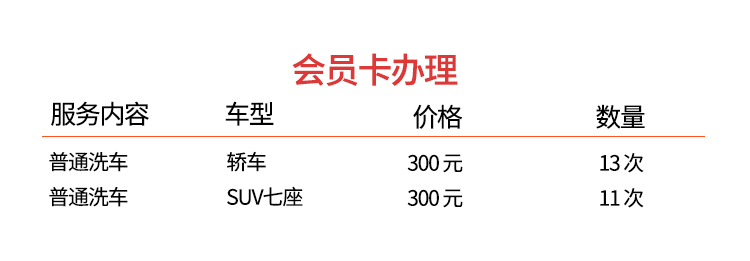 会员卡办理
服务内容 车型 价格 数量
普通洗车 轿车 300元 13次
普通洗车 SUV七座 300元 11次